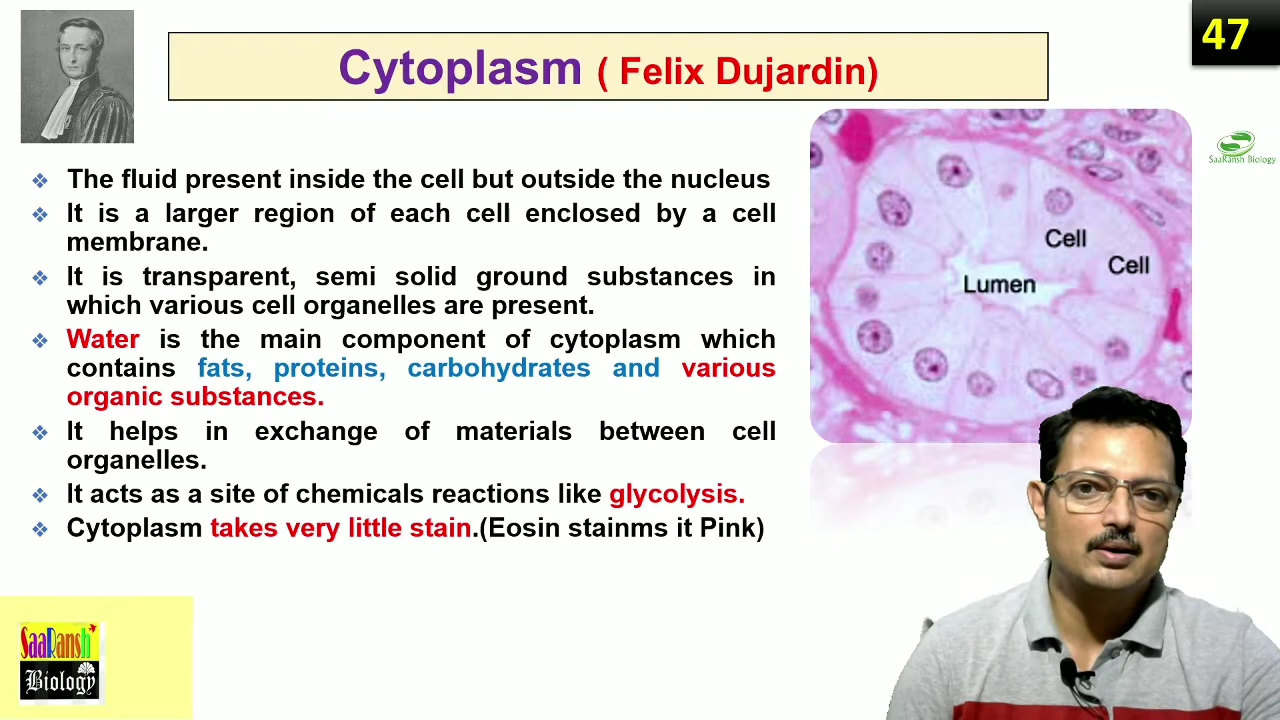 47
Cytoplasm ( Felix Dujardin)
SaaRansh Biology
The fluid present inside the cell but outside the nucleus
It is a larger region of each cell enclosed by a cell
membrane.
It is transparent, semi solid ground substances in
which various cell organelles are present.
Water is the main component of cytoplasm which
contains fats, proteins, carbohydrates and various
organic substances.
It helps in exchange of materials between cell
organelles.
It acts as a site of chemicals reactions like glycolysis.
Cytoplasm takes very little stain.(Eosin stainms it Pink)
Cell
Cell
Lumen
SaaRansh
Biology